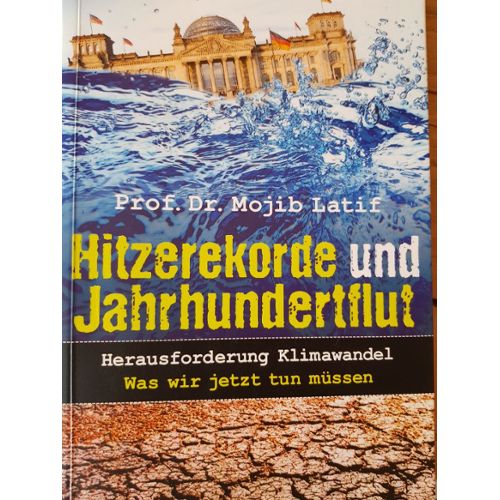 Prof. Dr. Mojib Latif
Hitzerekorde und
Jahrhundertflut
Herausforderung Klimawandel
Was wir jetzt tun müssen